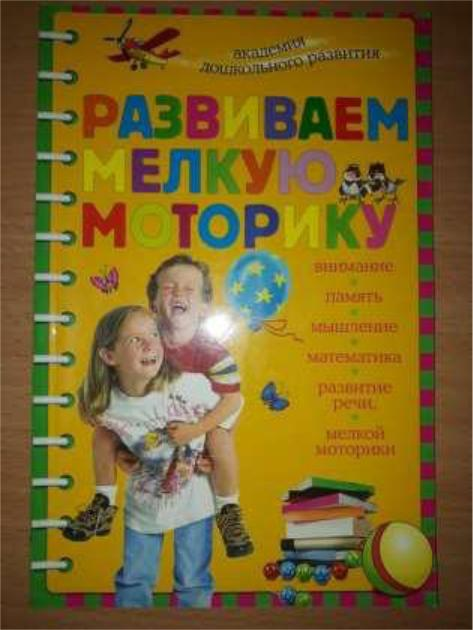 академия
дошкольного развития
РАЗВИВАЕМ
МЕЛКУЮ
МОТОРИКУ
внимание
память
мышление
математика
развитие
речи,
мелкой
моторики